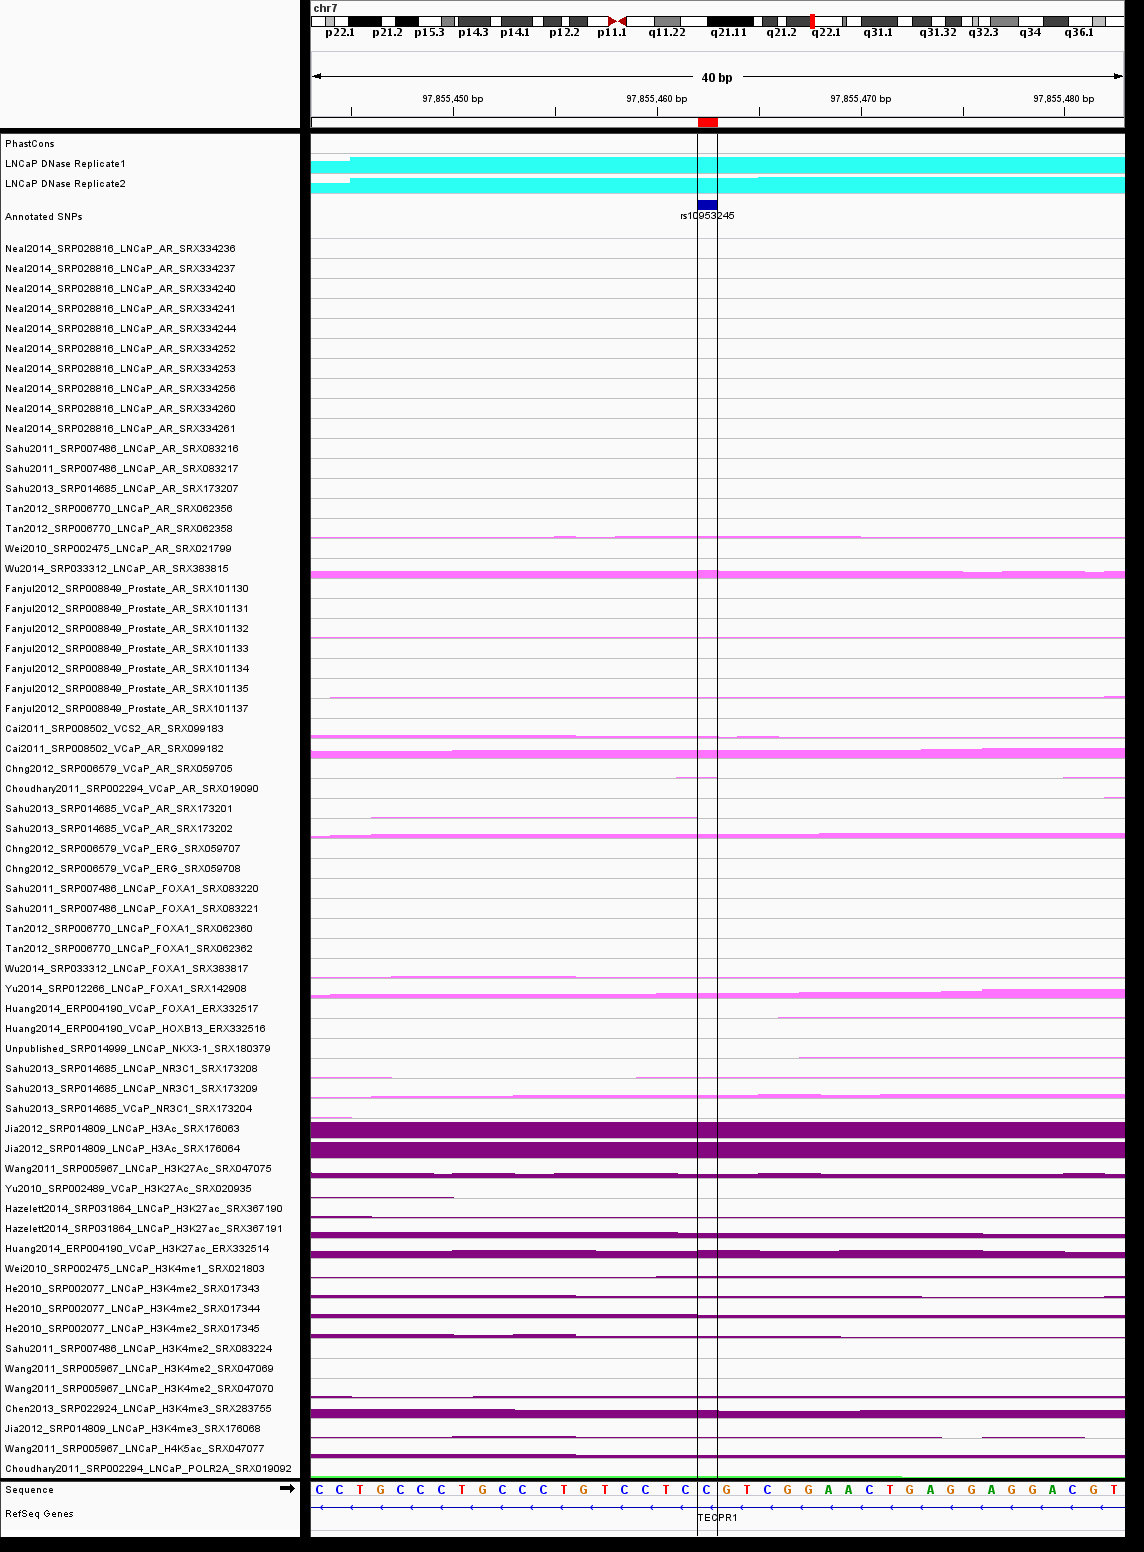 chr7
p22.1 p21.2 p15.3 p14.3 p14.1 p12.2 p11.1 q11.22 q21.11 q21.2 q22.1 q31.1 q31.32 q32.3 q34 q36.1
40 bp
97,855,450 bp 97,855,460 bp 97,855,470 bp 97,855,480 bp
PhastCons
LNCaP DNase Replicate1
LNCaP DNase Replicate2
Annotated SNPs rs10953245
Neal2014_SRP028816_LNCaP_AR_SRX334236
Neal2014_SRP028816_LNCaP_AR_SRX334237
Neal2014_SRP028816_LNCaP_AR_SRX334240
Neal2014_SRP028816_LNCaP_AR_SRX334241
Neal2014_SRP028816_LNCaP_AR_SRX334244
Neal2014_SRP028816_LNCaP_AR_SRX334252
Neal2014_SRP028816_LNCaP_AR_SRX334253
Neal2014_SRP028816_LNCaP_AR_SRX334256
Neal2014_SRP028816_LNCaP_AR_SRX334260
Neal2014_SRP028816_LNCaP_AR_SRX334261
Sahu2011_SRP007486_LNCaP_AR_SRX083216
Sahu2011_SRP007486_LNCaP_AR_SRX083217
Sahu2013_SRP014685_LNCaP_AR_SRX173207
Tan2012_SRP006770_LNCaP_AR_SRX062356
Tan2012_SRP006770_LNCaP_AR_SRX062358
Wei2010_SRP002475_LNCaP_AR_SRX021799
Wu2014_SRP033312_LNCaP_AR_SRX383815
Fanjul2012_SRP008849_Prostate_AR_SRX101130
Fanjul2012_SRP008849_Prostate_AR_SRX101131
Fanjul2012_SRP008849_Prostate_AR_SRX101132
Fanjul2012_SRP008849_Prostate_AR_SRX101133
Fanjul2012_SRP008849_Prostate_AR_SRX101134
Fanjul2012_SRP008849_Prostate_AR_SRX101135
Fanjul2012_SRP008849_Prostate_AR_SRX101137
Cai2011_SRP008502_VCS2_AR_SRX099183
Cai2011_SRP008502_VCaP_AR_SRX099182
Chng2012_SRP006579_VCaP_AR_SRX059705
Choudhary2011_SRP002294_VCaP_AR_SRX019090
Sahu2013_SRP014685_VCaP_AR_SRX173201
Sahu2013_SRP014685_VCaP_AR_SRX173202
Chng2012_SRP006579_VCaP_ERG_SRX059707
Chng2012_SRP006579_VCaP_ERG_SRX059708
Sahu2011_SRP007486_LNCaP_FOXA1_SRX083220
Sahu2011_SRP007486_LNCaP_FOXA1_SRX083221
Tan2012_SRP006770_LNCaP_FOXA1_SRX062360
Tan2012_SRP006770_LNCaP_FOXA1_SRX062362
Wu2014_SRP033312_LNCaP_FOXA1_SRX383817
Yu2014_SRP012266_LNCaP_FOXA1_SRX142908
Huang2014_ERP004190_VCaP_FOXA1_ERX332517
Huang2014_ERP004190_VCaP_HOXB13_ERX332516
Unpublished_SRP014999_LNCaP_NKX3-1_SRX180379
Sahu2013_SRP014685_LNCaP_NR3C1_SRX173208
Sahu2013_SRP014685_LNCaP_NR3C1_SRX173209
Sahu2013_SRP014685_VCaP_NR3C1_SRX173204
Jia2012_SRP014809_LNCaP_H3Ac_SRX176063
Jia2012_SRP014809_LNCaP_H3Ac_SRX176064
Wang2011_SRP005967_LNCaP_H3K27Ac_SRX047075
Yu2010_SRP002489_VCaP_H3K27Ac_SRX020935
Hazelett2014_SRP031864_LNCaP_H3K27ac_SRX367190
Hazelett2014_SRP031864_LNCaP_H3K27ac_SRX367191
Huang2014_ERP004190_VCaP_H3K27ac_ERX332514
Wei2010_SRP002475_LNCaP_H3K4me1_SRX021803
He2010_SRP002077_LNCaP_H3K4me2_SRX017343
He2010_SRP002077_LNCaP_H3K4me2_SRX017344
He2010_SRP002077_LNCaP_H3K4me2_SRX017345
Sahu2011_SRP007486_LNCaP_H3K4me2_SRX083224
Wang2011_SRP005967_LNCaP_H3K4me2_SRX047069
Wang2011_SRP005967_LNCaP_H3K4me2_SRX047070
Chen2013_SRP022924_LNCaP_H3K4me3_SRX283755
Jia2012_SRP014809_LNCaP_H3K4me3_SRX176068
Wang2011_SRP005967_LNCaP_H4K5ac_SRX047077
Choudhary2011_SRP002294_LNCaP_POLR2A_SRX019092
Sequence C C T G C C C T G C C C T G T C C T C C G T C G G A A C T G A G G A G G A C G T
RefSeq Genes TECPR1